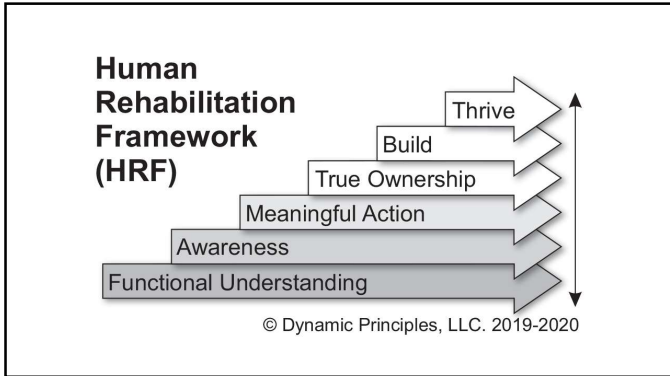 Human
Rehabilitation
Framework
(HRF)
Thrive
Build
True Ownership
Meaningful Action
Awareness
Functional Understanding
© Dynamic Principles, LLC. 2019-2020